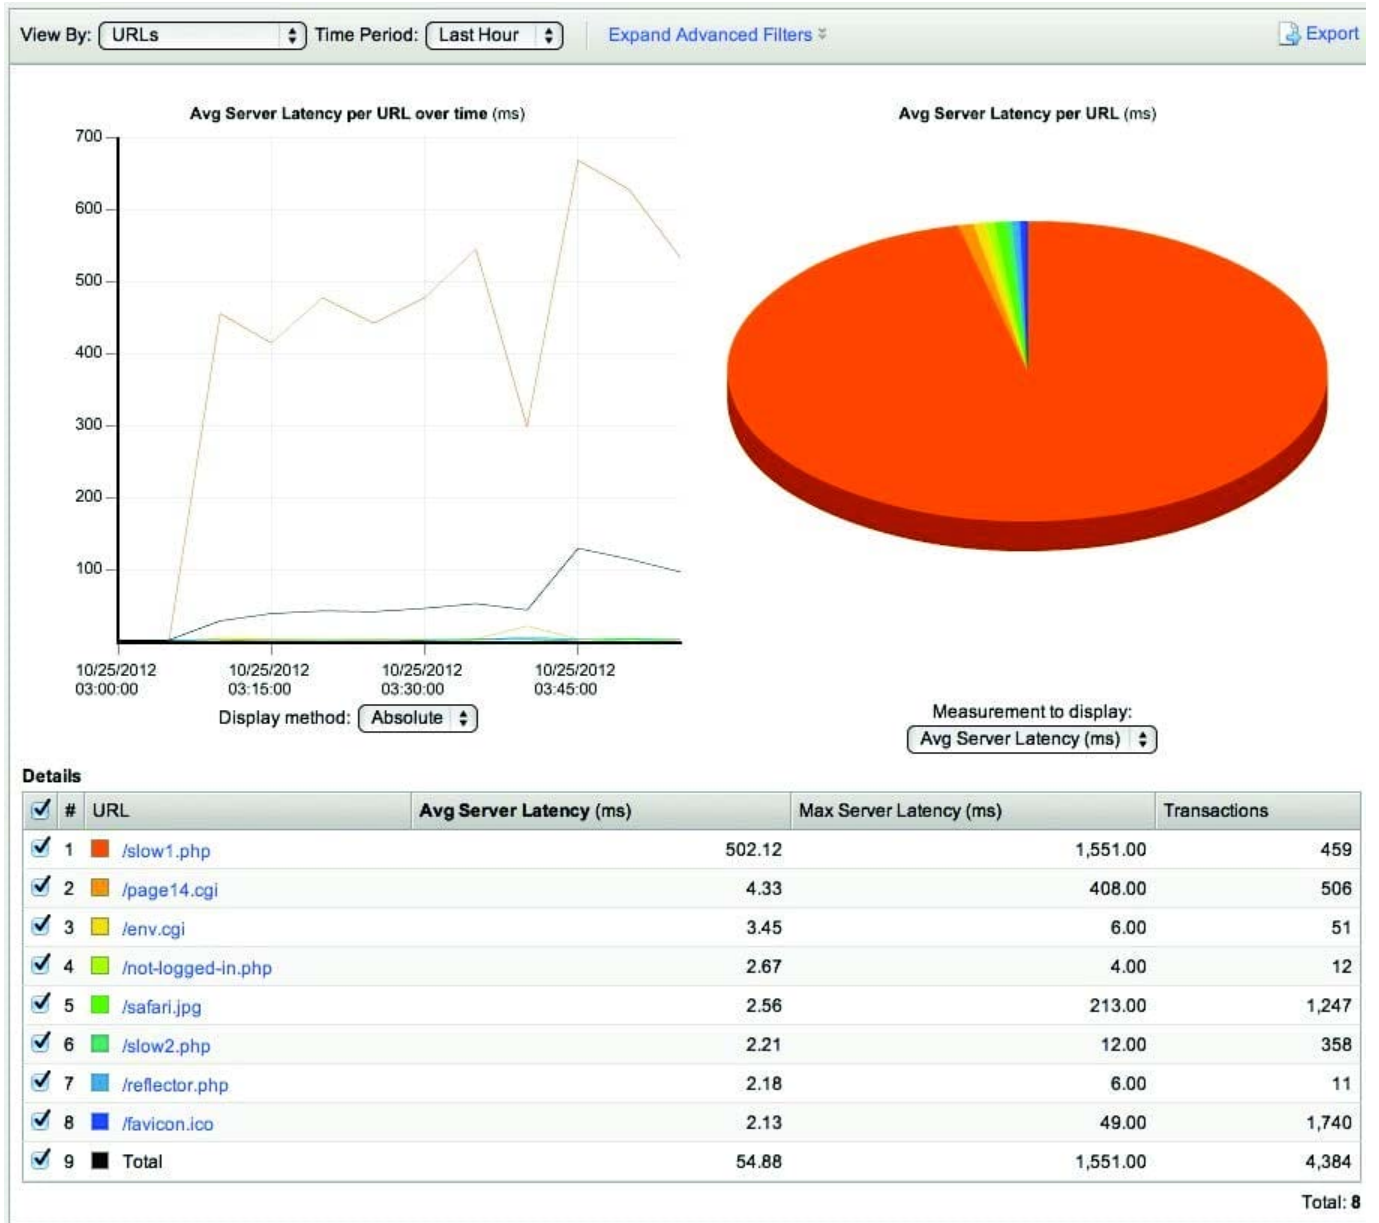 View By: URLs Time Period: Last Hour Expand Advanced Filters Export
Avg Server Latency per URL over time (ms)
700
600
500
400
300
200
100
10/25/2012 10/25/2012 10/25/2012 10/25/2012
03:00:00 03:15:00 03:30:00 03:45:00
Display method: Absolute
Avg Server Latency per URL (ms)
Measurement to display:
Avg Server Latency (ms)
Details
# URL Avg Server Latency (ms) Max Server Latency (ms) Transactions
1 /slow1.php 502.12 1,551.00 459
2 /page14.cgi 4.33 408.00 506
3 /env.cgi 3.45 6.00 51
4 /not-logged-in.php 2.67 4.00 12
5 /safari.jpg 2.56 213.00 1,247
6 /slow2.php 2.21 12.00 358
7 /reflector.php 2.18 6.00 11
8 /favicon.ico 2.13 49.00 1,740
9 Total 54.88 1,551.00 4,384
Total: 8